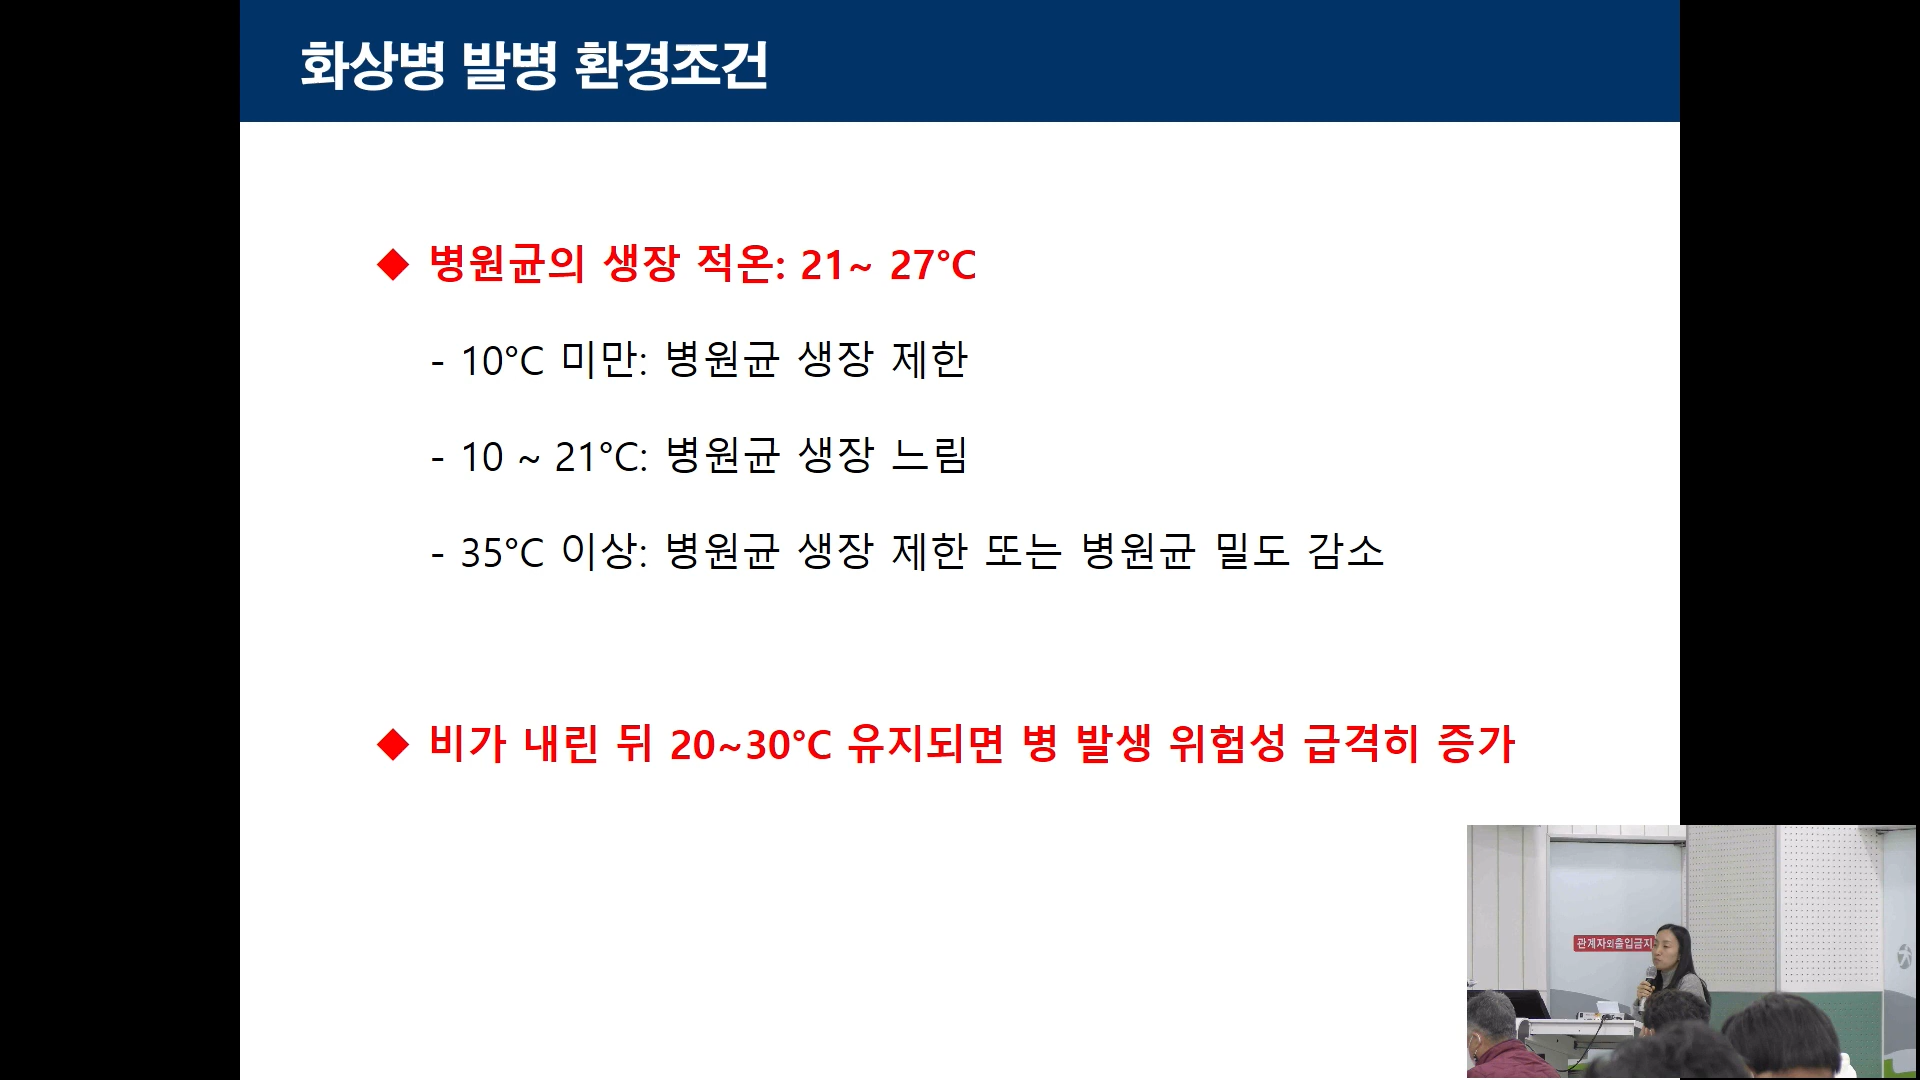 화상병 발병 환경조건
◆ 병원균의 생장 적온: 21~ 27°C
- 10°C 미만: 병원균 생장 제한
- 10 ~ 21°C: 병원균 생장 느림
- 35°C 이상: 병원균 생장 제한 또는 병원균 밀도 감소
◆ 비가 내린 뒤 20~30°C 유지되면 병 발생 위험성 급격히 증가
관계자외출입금지